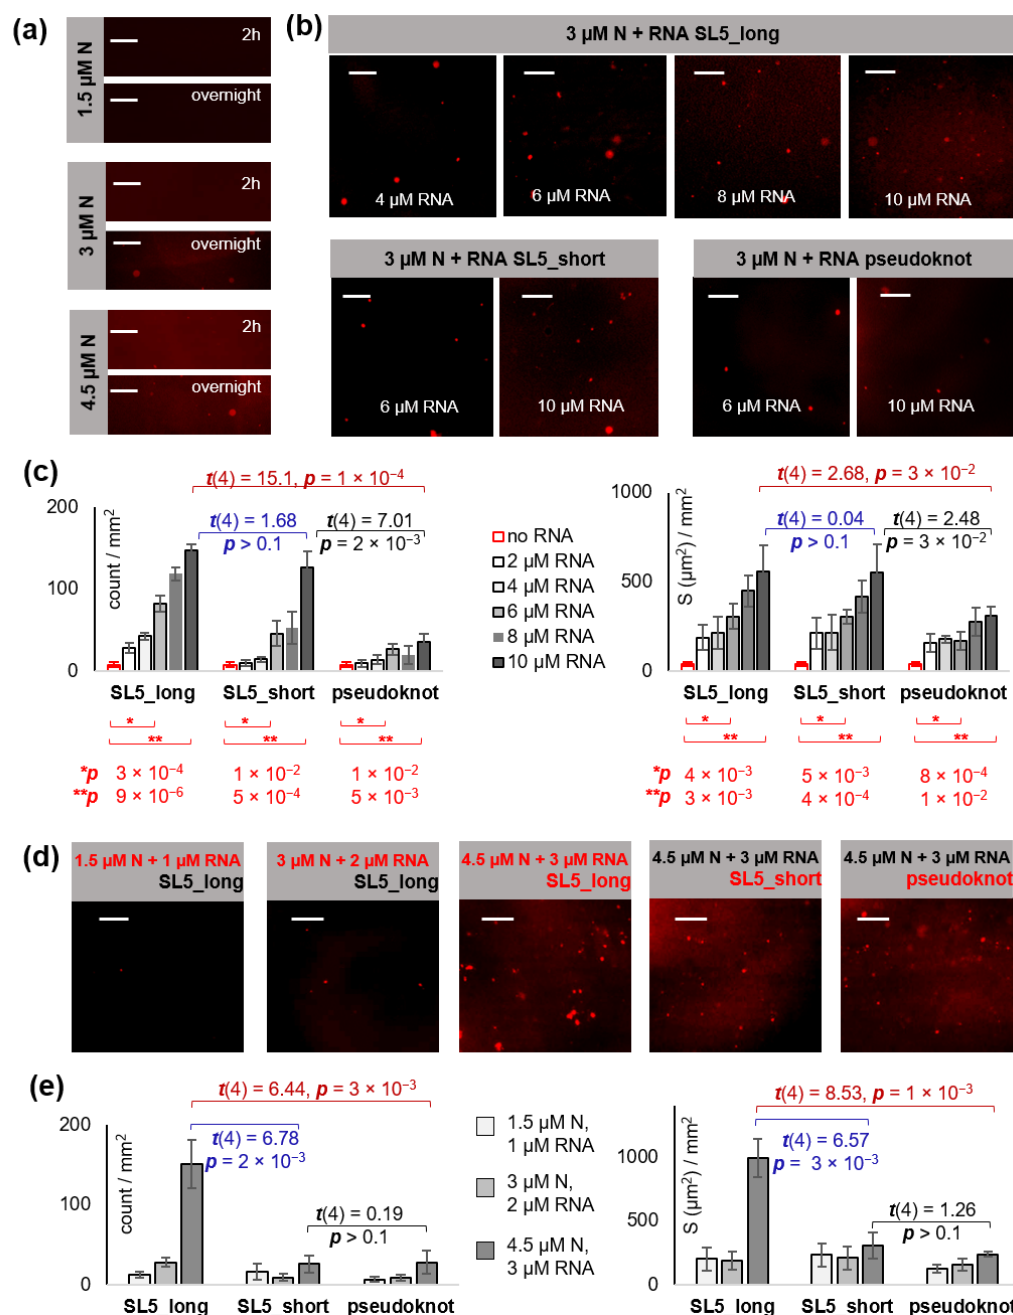 (a)
1.5 µM N
2h
overnight
3 µM N
2h
overnight
4.5 µM N
2h
overnight
(b)
3 µM N + RNA SL5_long
4 µM RNA
6 µM RNA
8 µM RNA
10 µM RNA
3 µM N + RNA SL5_short
3 µM N + RNA pseudoknot
6 µM RNA
10 µM RNA
6 µM RNA
10 µM RNA
(c)
t(4) = 15.1, p = 1 × 10⁻⁴
t(4) = 1.68
p > 0.1
t(4) = 7.01
p = 2 × 10⁻³
count / mm²
200
100
0
SL5_long
SL5_short
pseudoknot
* * *
** ** **
*p 3 × 10⁻⁴ 1 × 10⁻² 1 × 10⁻²
**p 9 × 10⁻⁶ 5 × 10⁻⁴ 5 × 10⁻³
no RNA
2 µM RNA
4 µM RNA
6 µM RNA
8 µM RNA
10 µM RNA
t(4) = 2.68, p = 3 × 10⁻²
t(4) = 0.04
p > 0.1
t(4) = 2.48
p = 3 × 10⁻²
S (µm²) / mm²
1000
500
0
SL5_long
SL5_short
pseudoknot
* * *
** ** **
*p 4 × 10⁻³ 5 × 10⁻³ 8 × 10⁻⁴
**p 3 × 10⁻³ 4 × 10⁻⁴ 1 × 10⁻²
(d)
1.5 µM N + 1 µM RNA
SL5_long
3 µM N + 2 µM RNA
SL5_long
4.5 µM N + 3 µM RNA
SL5_long
4.5 µM N + 3 µM RNA
SL5_short
4.5 µM N + 3 µM RNA
pseudoknot
(e)
t(4) = 6.44, p = 3 × 10⁻³
t(4) = 6.78
p = 2 × 10⁻³
t(4) = 0.19
p > 0.1
count / mm²
200
100
0
SL5_long
SL5_short
pseudoknot
1.5 µM N,
1 µM RNA
3 µM N,
2 µM RNA
4.5 µM N,
3 µM RNA
t(4) = 8.53, p = 1 × 10⁻³
t(4) = 6.57
p = 3 × 10⁻³
t(4) = 1.26
p > 0.1
S (µm²) / mm²
1000
500
0
SL5_long
SL5_short
pseudoknot